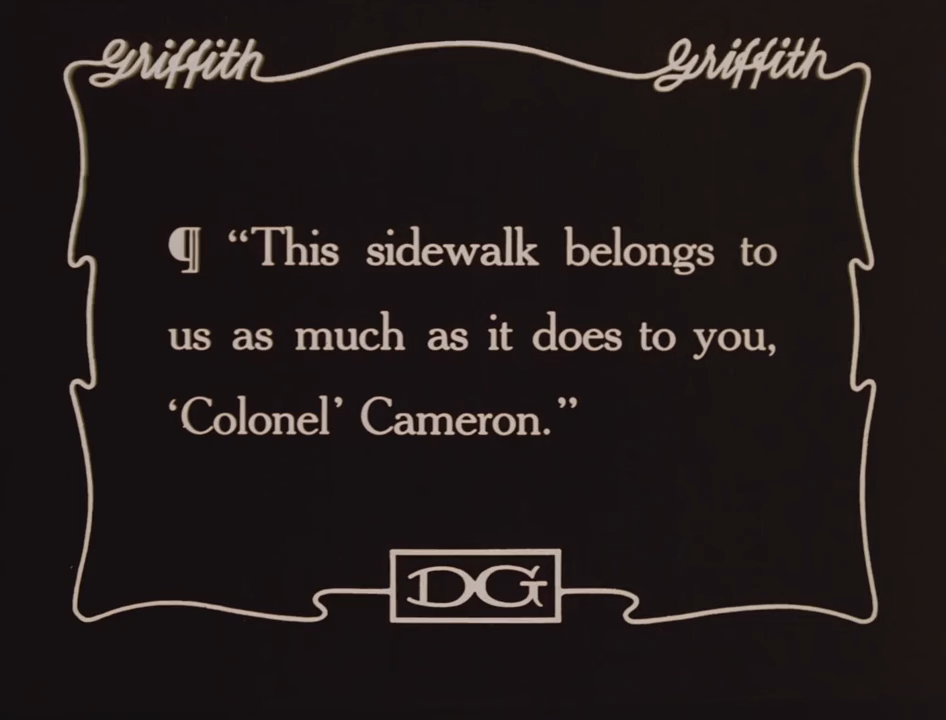 Griffith Griffith
¶ “This sidewalk belongs to
us as much as it does to you,
‘Colonel’ Cameron.”
DG